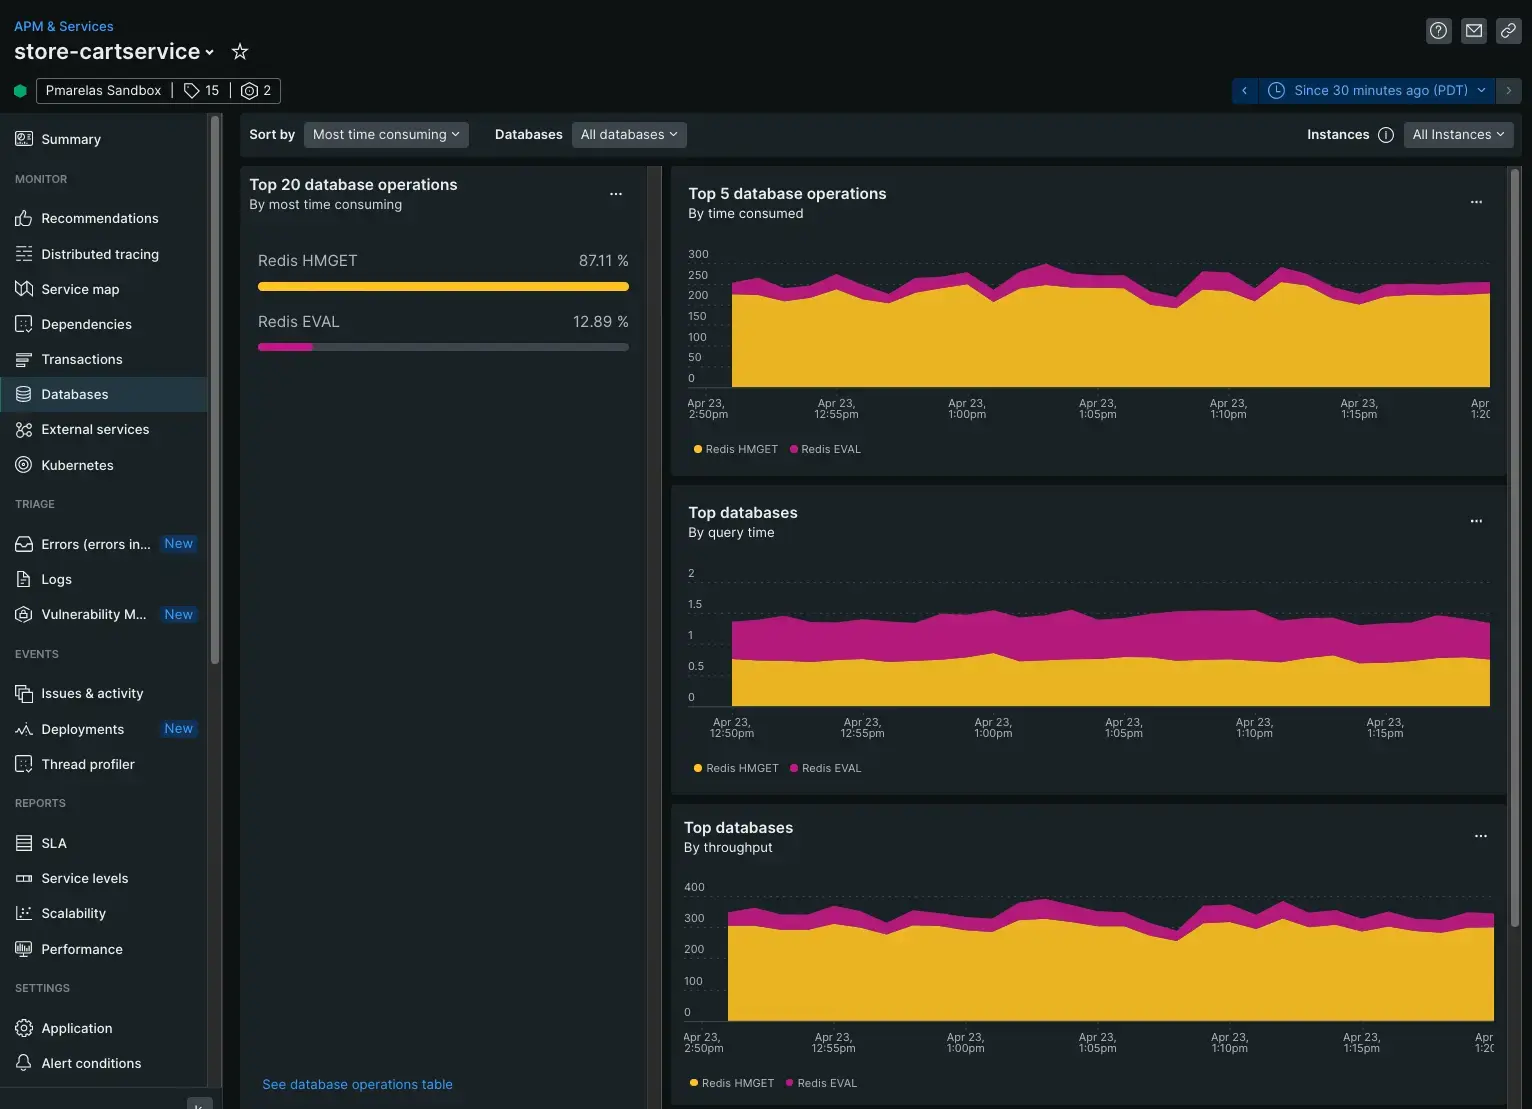 APM & Services
store-cartservice
Pmarelas Sandbox
15
2
Since 30 minutes ago (PDT)
Summary
MONITOR
Recommendations
Distributed tracing
Service map
Dependencies
Transactions
Databases
External services
Kubernetes
TRIAGE
Errors (errors in... New
Logs
Vulnerability M... New
EVENTS
Issues & activity
Deployments New
Thread profiler
REPORTS
SLA
Service levels
Scalability
Performance
SETTINGS
Application
Alert conditions
Sort by Most time consuming Databases All databases
Instances All Instances
Top 20 database operations
By most time consuming
...
Redis HMGET 87.11 %
Redis EVAL 12.89 %
See database operations table
Top 5 database operations
By time consumed
...
300
250
200
150
100
50
0
Apr 23, Apr 23, Apr 23, Apr 23, Apr 23, Apr 23, Apr
2:50pm 12:55pm 1:00pm 1:05pm 1:10pm 1:15pm 1:20
Redis HMGET Redis EVAL
Top databases
By query time
...
2
1.5
1
0.5
0
Apr 23, Apr 23, Apr 23, Apr 23, Apr 23, Apr 23,
12:50pm 12:55pm 1:00pm 1:05pm 1:10pm 1:15pm
Redis HMGET Redis EVAL
Top databases
By throughput
...
400
300
200
100
0
Apr 23, Apr 23, Apr 23, Apr 23, Apr 23, Apr 23, Apr
2:50pm 12:55pm 1:00pm 1:05pm 1:10pm 1:15pm 1:20
Redis HMGET Redis EVAL